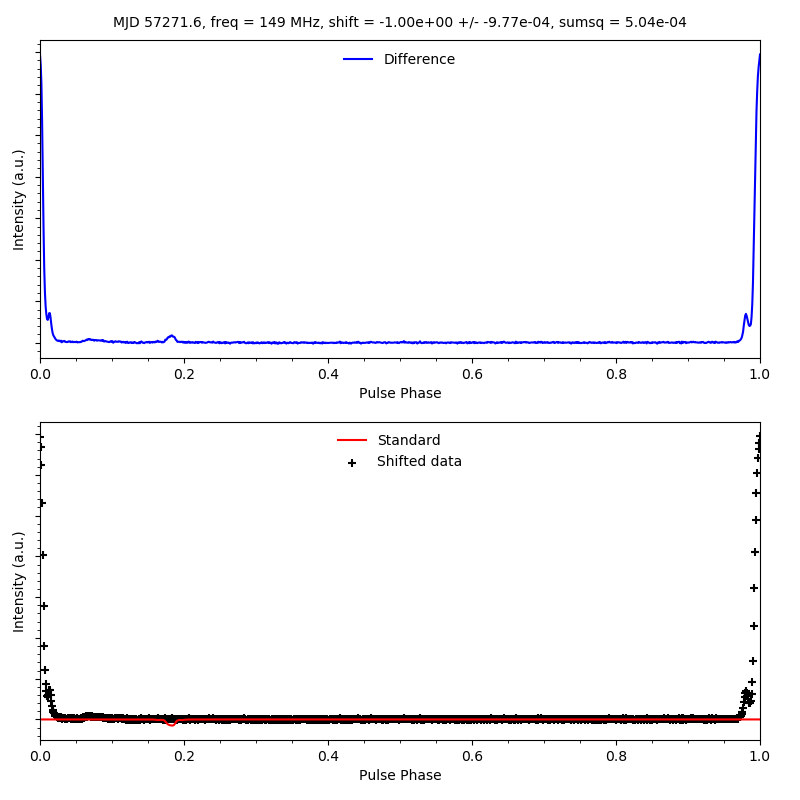 MJD 57271.6, freq = 149 MHz, shift = -1.00e+00 +/- -9.77e-04, sumsq = 5.04e-04
Difference
Intensity (a.u.)
0.0 0.2 0.4 0.6 0.8 1.0
Pulse Phase
Standard
Shifted data
Intensity (a.u.)
0.0 0.2 0.4 0.6 0.8 1.0
Pulse Phase